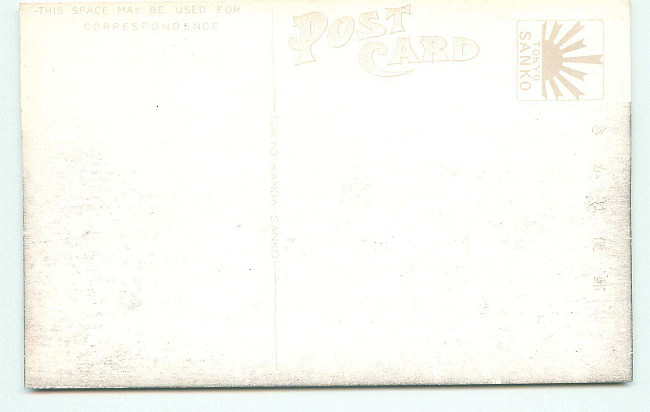 THIS SPACE MAY BE USED FOR
CORRESPONDENCE
POST
CARD
TOKYO
SANKO
TOKYO KANDA SANKO